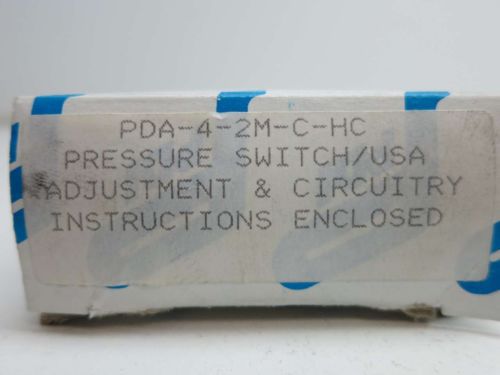 PDA-4-2M-C-HC
PRESSURE SWITCH/USA
ADJUSTMENT & CIRCUITRY
INSTRUCTIONS ENCLOSED